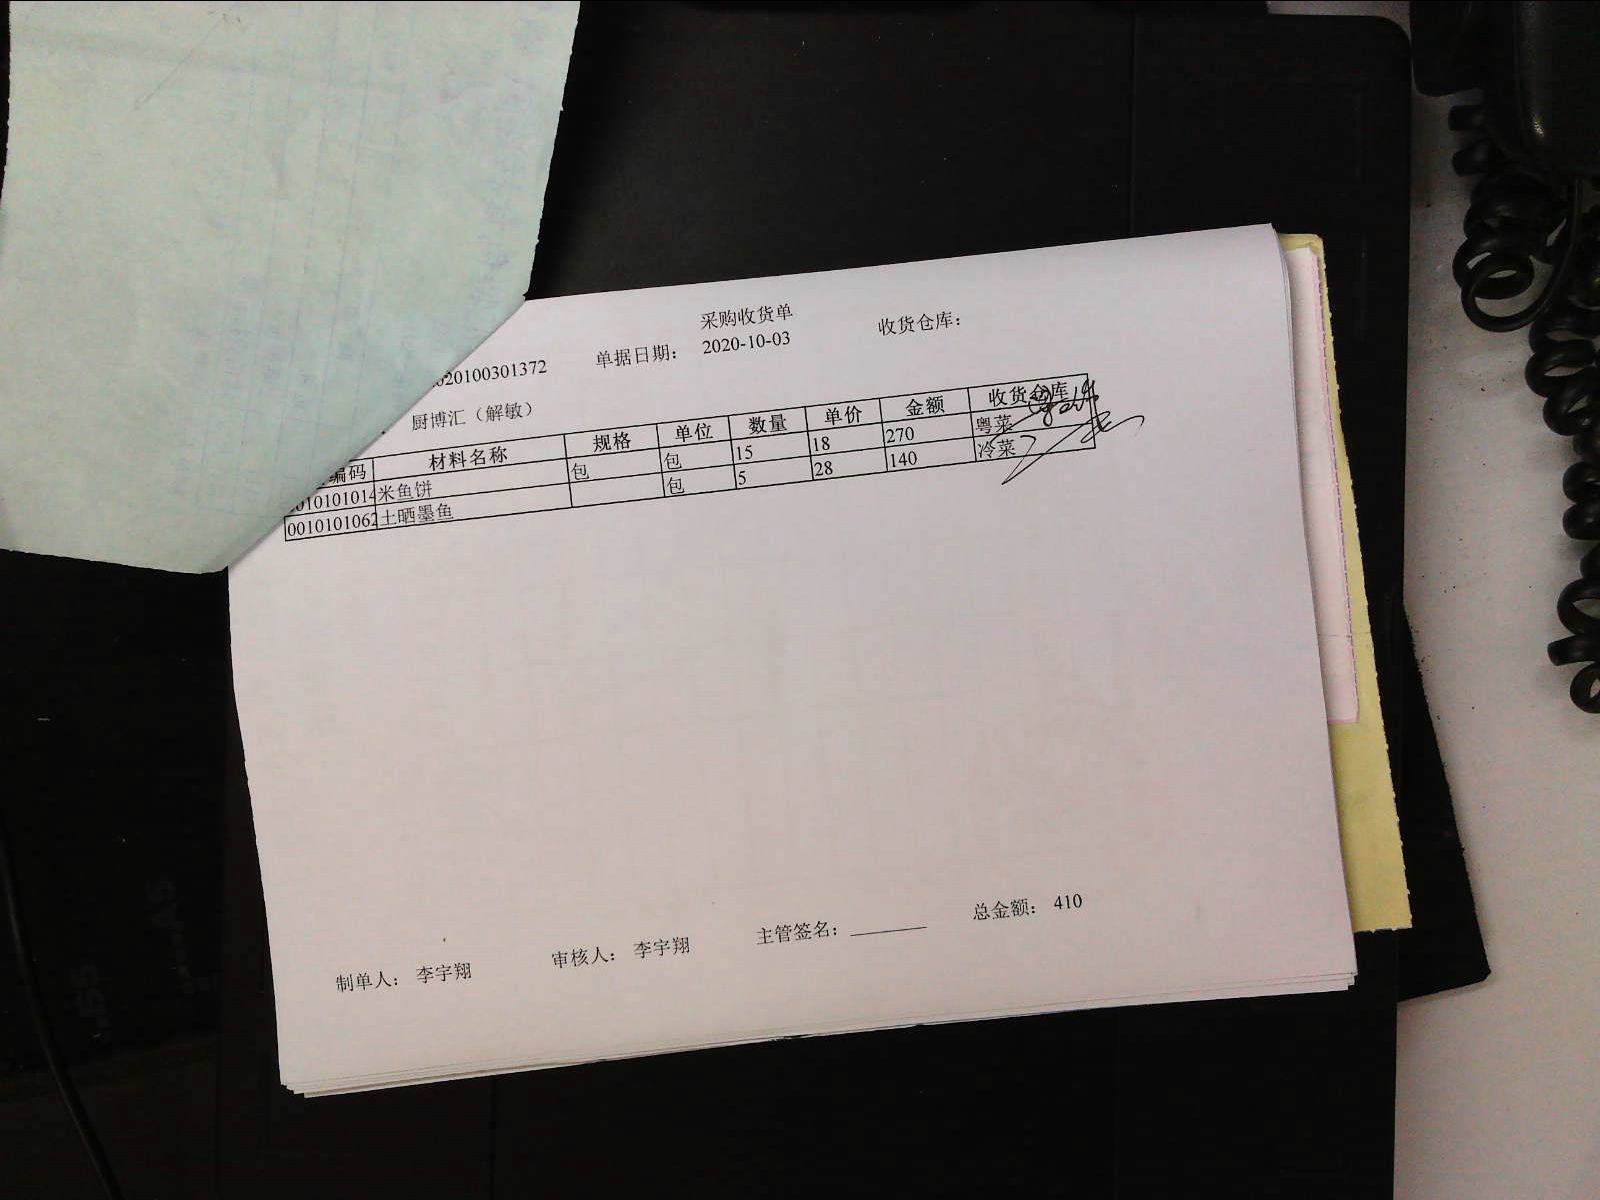 采购收货单
020100301372 单据日期： 2020-10-03 收货仓库：
厨博汇（解敏）
编码 材料名称 规格 单位 数量 单价 金额 收货仓库
010101014 米鱼饼 包 包 15 18 270 粤菜
0010101062 土晒墨鱼 包 5 28 140 冷菜
制单人： 李宇翔 审核人： 李宇翔 主管签名： 总金额： 410